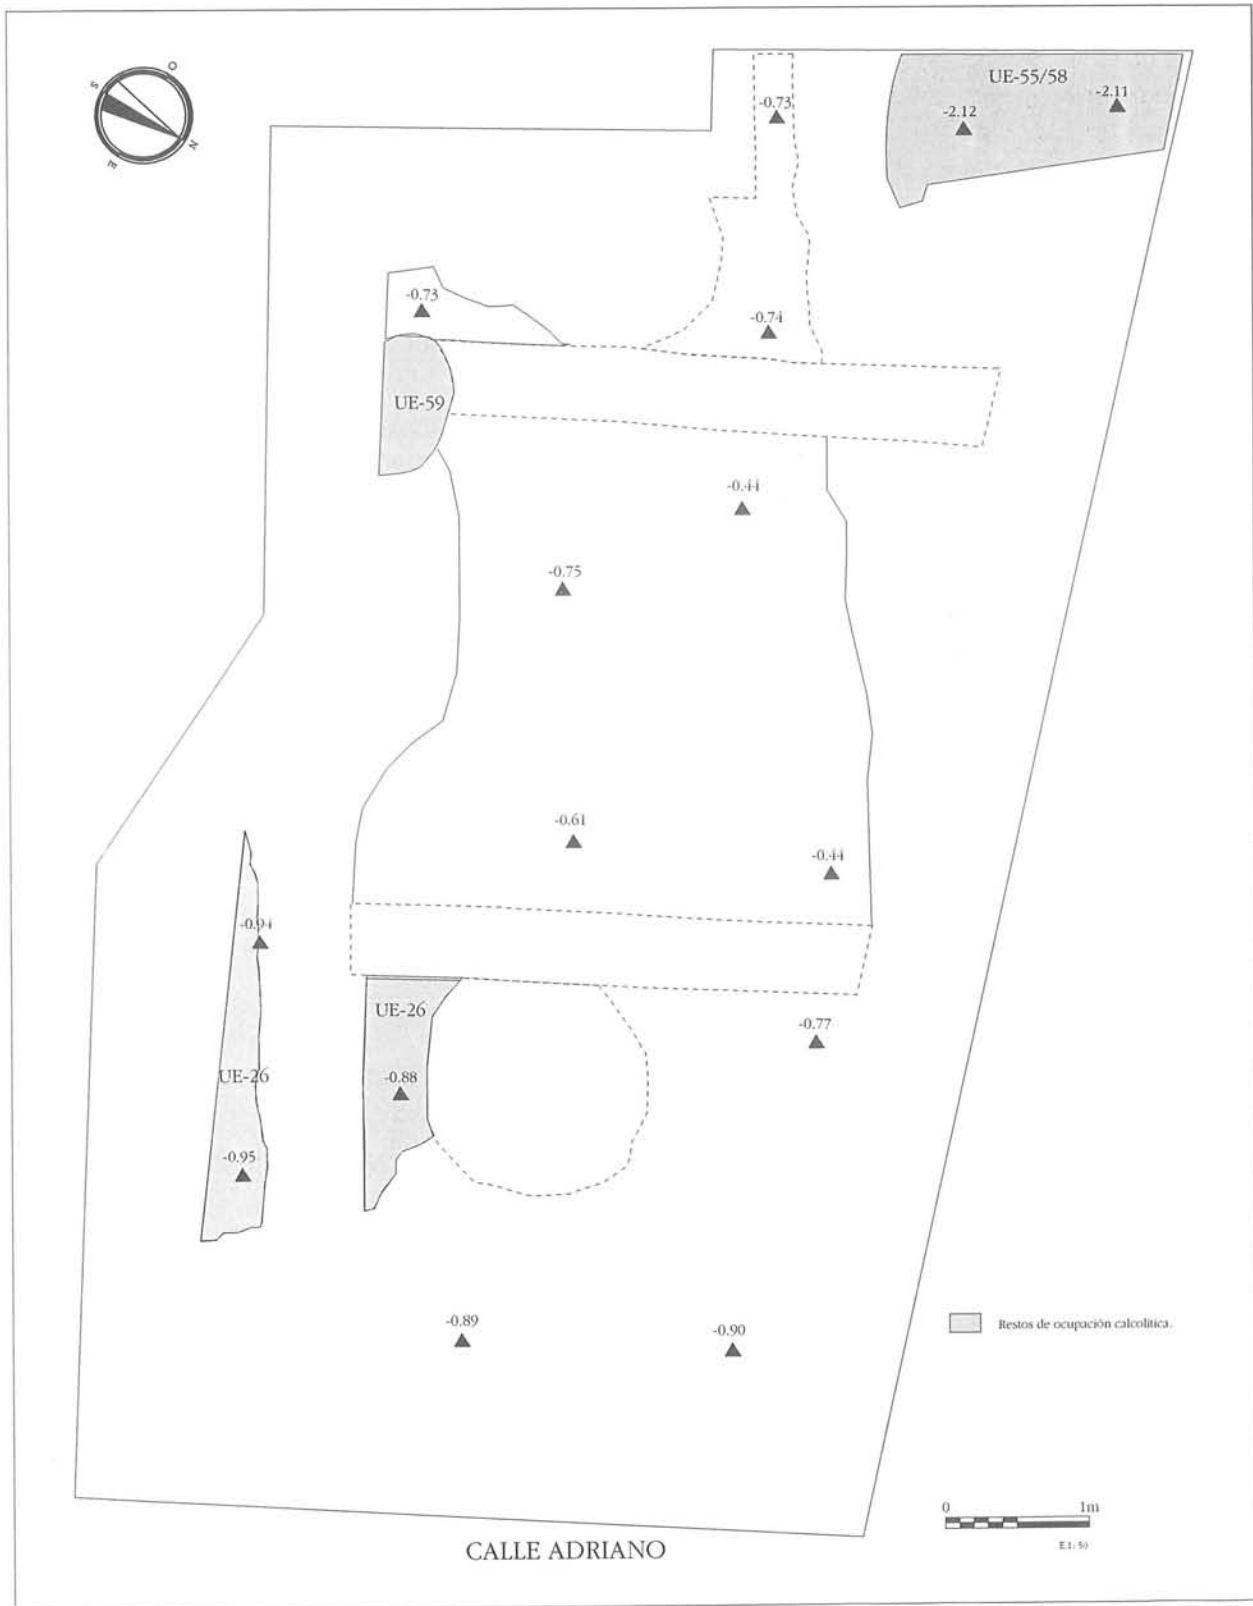 O
S
N
E
UE-55/58
-2.11
-2.12
-0.73
-0.73
-0.74
UE-59
-0.44
-0.75
-0.61
-0.44
-0.94
UE-26
-0.77
UE-26
-0.88
-0.95
-0.89
-0.90
Restos de ocupación calcolítica.
0 1m
E.1: 50
CALLE ADRIANO